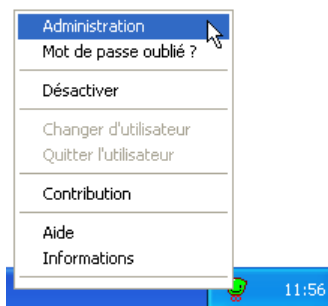 Administration
Mot de passe oublié ?
Désactiver
Changer d'utilisateur
Quitter l'utilisateur
Contribution
Aide
Informations
11:56